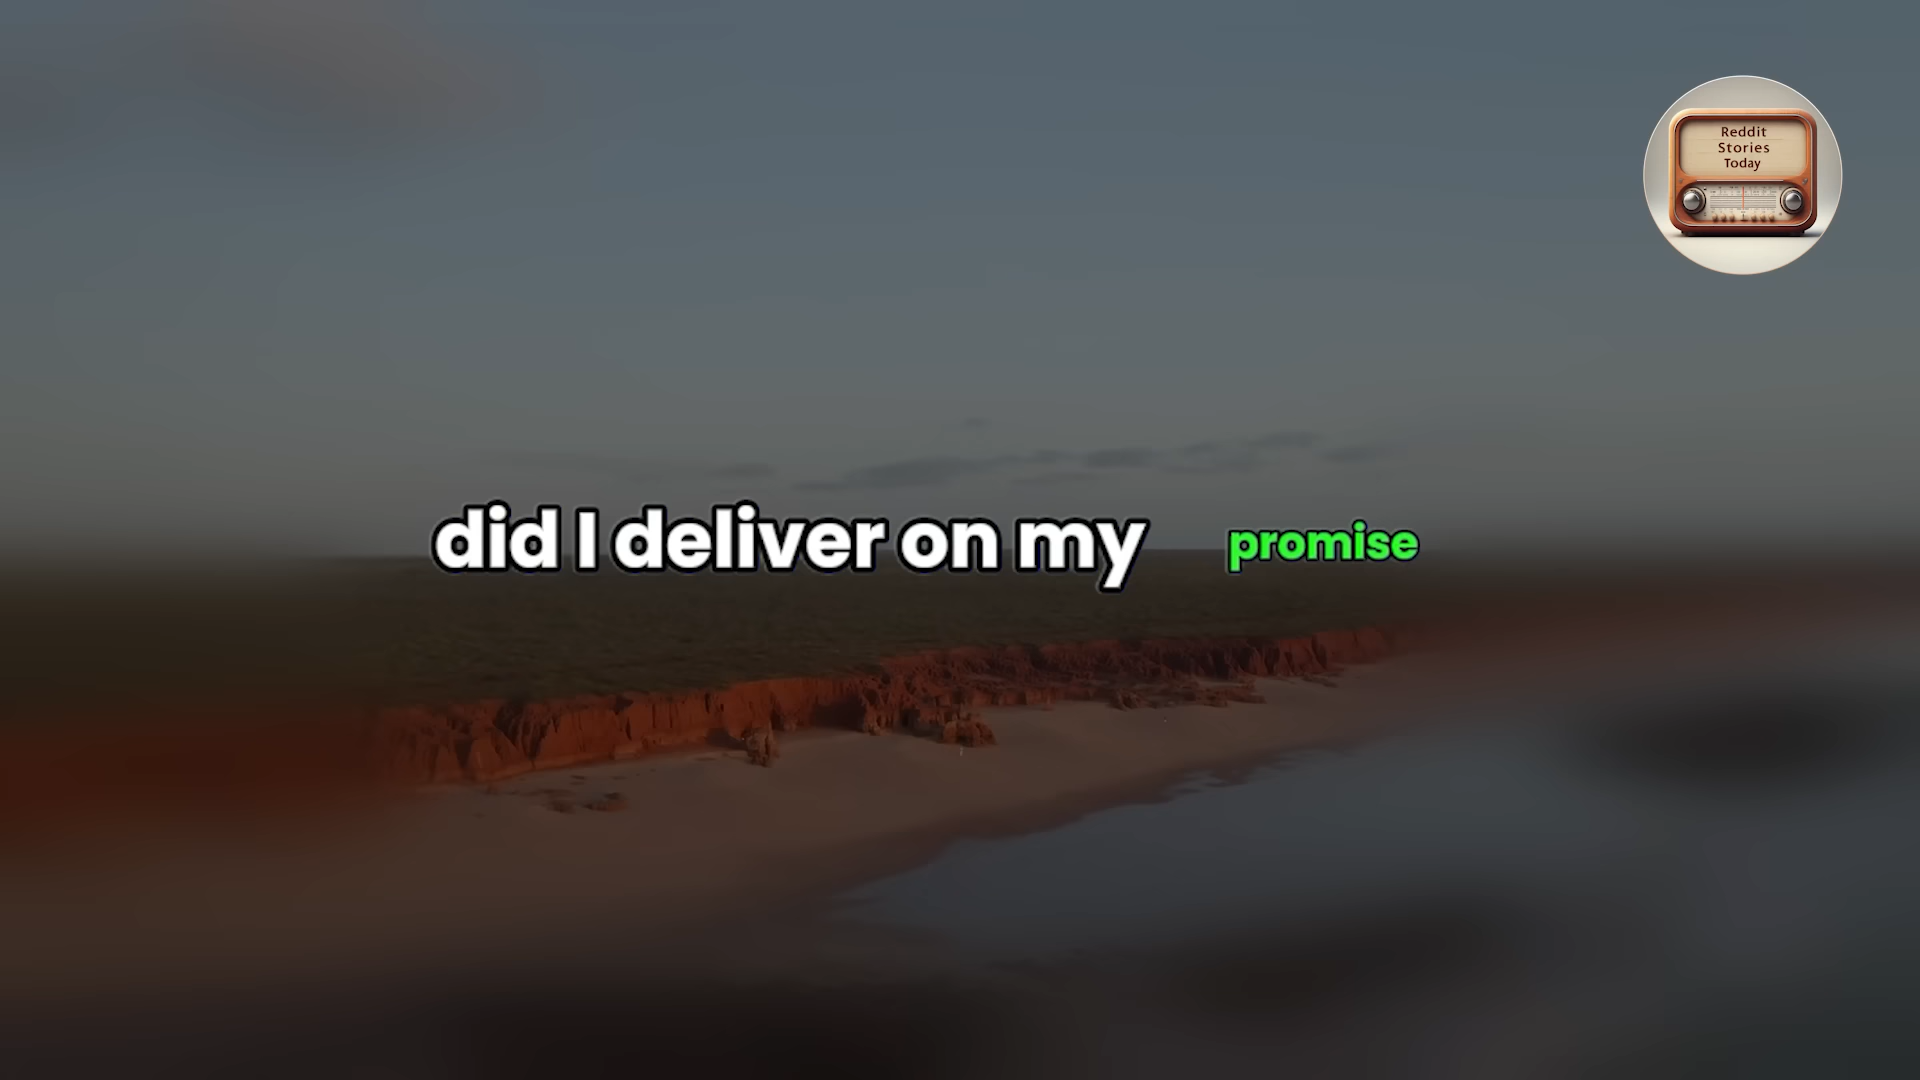 Reddit
Stories
Today
did I deliver on my promise